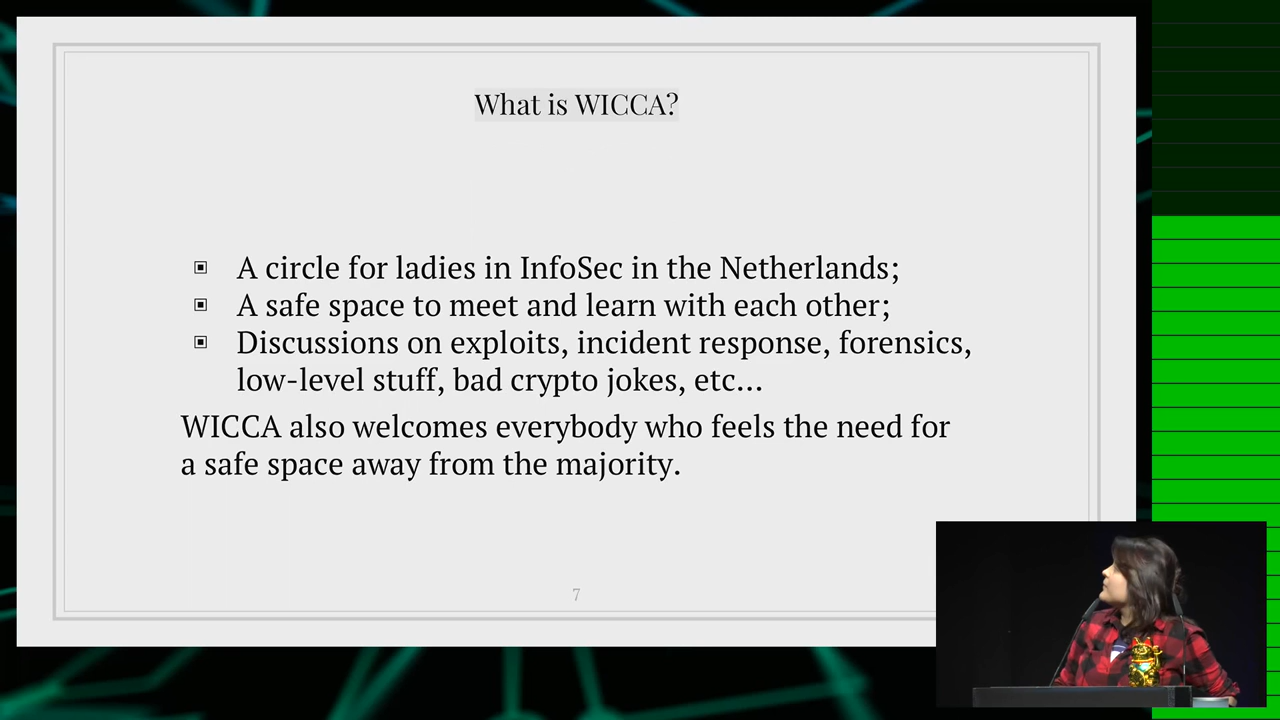 What is WICCA?
A circle for ladies in InfoSec in the Netherlands;
A safe space to meet and learn with each other;
Discussions on exploits, incident response, forensics,
low-level stuff, bad crypto jokes, etc...
WICCA also welcomes everybody who feels the need for
a safe space away from the majority.
7